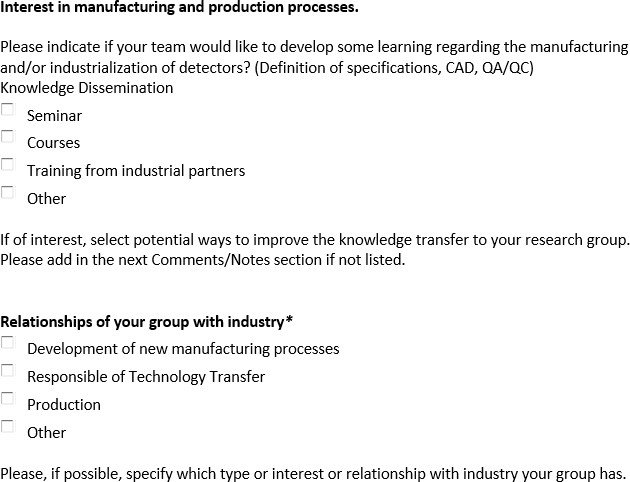 Interest in manufacturing and production processes.
Please indicate if your team would like to develop some learning regarding the manufacturing
and/or industrialization of detectors? (Definition of specifications, CAD, QA/QC)
Knowledge Dissemination
Seminar
Courses
Training from industrial partners
Other
If of interest, select potential ways to improve the knowledge transfer to your research group.
Please add in the next Comments/Notes section if not listed.
Relationships of your group with industry*
Development of new manufacturing processes
Responsible of Technology Transfer
Production
Other
Please, if possible, specify which type or interest or relationship with industry your group has.